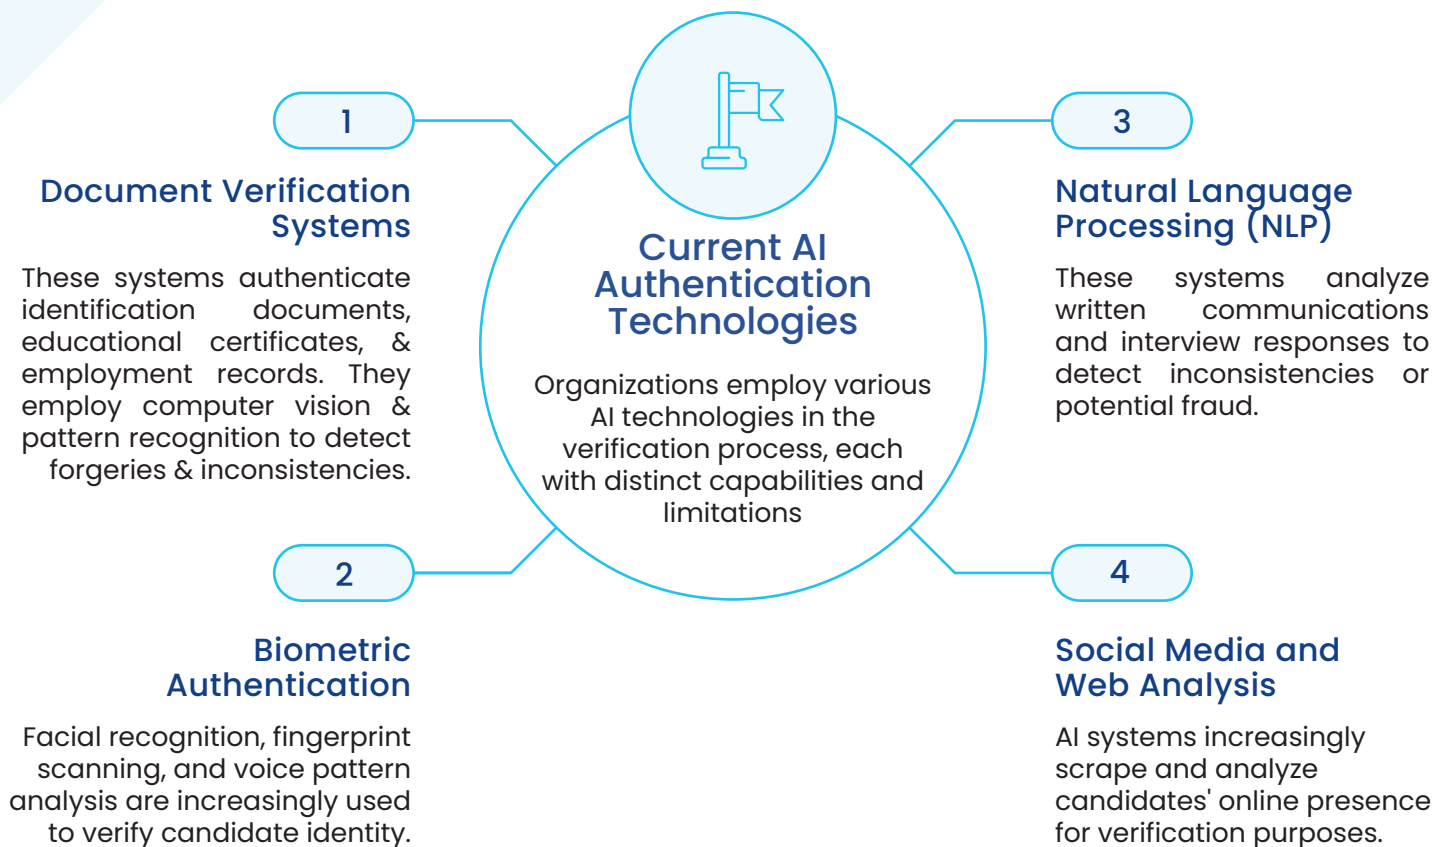 Current AI
Authentication
Technologies
Organizations employ various
AI technologies in the
verification process, each
with distinct capabilities and
limitations
1
Document Verification
Systems
These systems authenticate
identification documents,
educational certificates, &
employment records. They
employ computer vision &
pattern recognition to detect
forgeries & inconsistencies.
2
Biometric
Authentication
Facial recognition, fingerprint
scanning, and voice pattern
analysis are increasingly used
to verify candidate identity.
3
Natural Language
Processing (NLP)
These systems analyze
written communications
and interview responses to
detect inconsistencies or
potential fraud.
4
Social Media and
Web Analysis
AI systems increasingly
scrape and analyze
candidates' online presence
for verification purposes.